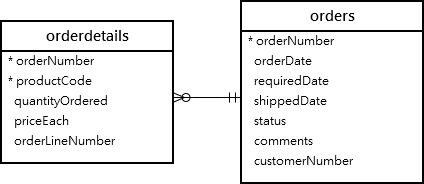 orderdetails
* orderNumber
* productCode
quantityOrdered
priceEach
orderLineNumber
orders
* orderNumber
orderDate
requiredDate
shippedDate
status
comments
customerNumber